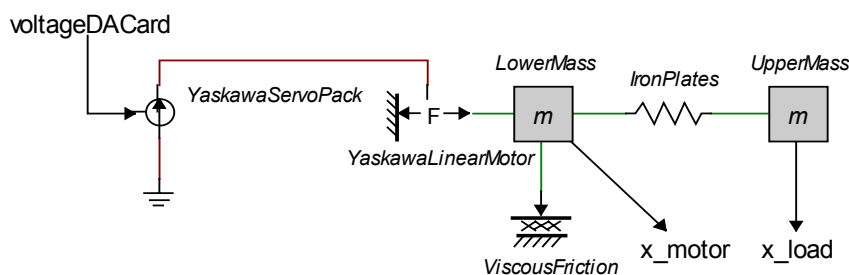 voltageDACard
LowerMass
IronPlates
UpperMass
YaskawaServoPack
F
m
m
YaskawaLinearMotor
ViscousFriction
x_motor
x_load